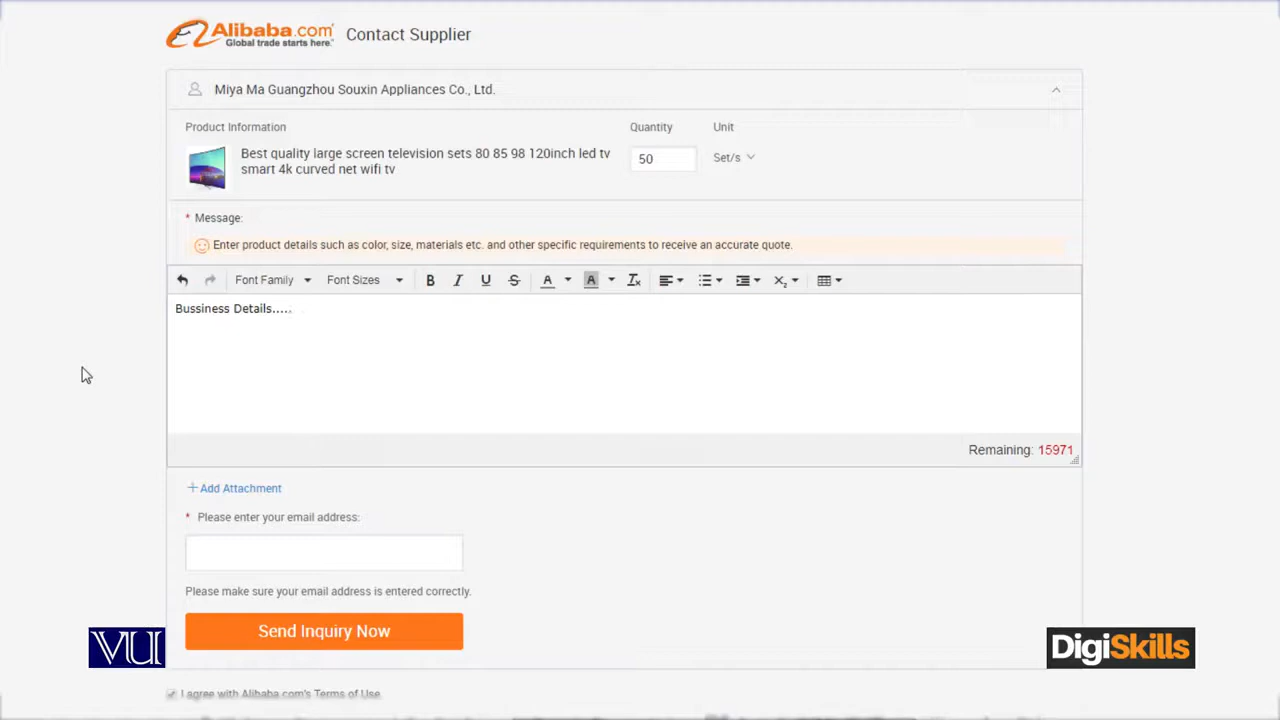 Alibaba.com
Global trade starts here.
Contact Supplier
Miya Ma Guangzhou Souxin Appliances Co., Ltd.
Product Information
Quantity
Unit
Best quality large screen television sets 80 85 98 120inch led tv
smart 4k curved net wifi tv
50
Set/s
* Message:
Enter product details such as color, size, materials etc. and other specific requirements to receive an accurate quote.
Font Family
Font Sizes
B I U S A A Tx X2
Bussiness Details.....
Remaining: 15971
+ Add Attachment
* Please enter your email address:
Please make sure your email address is entered correctly.
Send Inquiry Now
VU
DigiSkills
I agree with Alibaba.com's Terms of Use